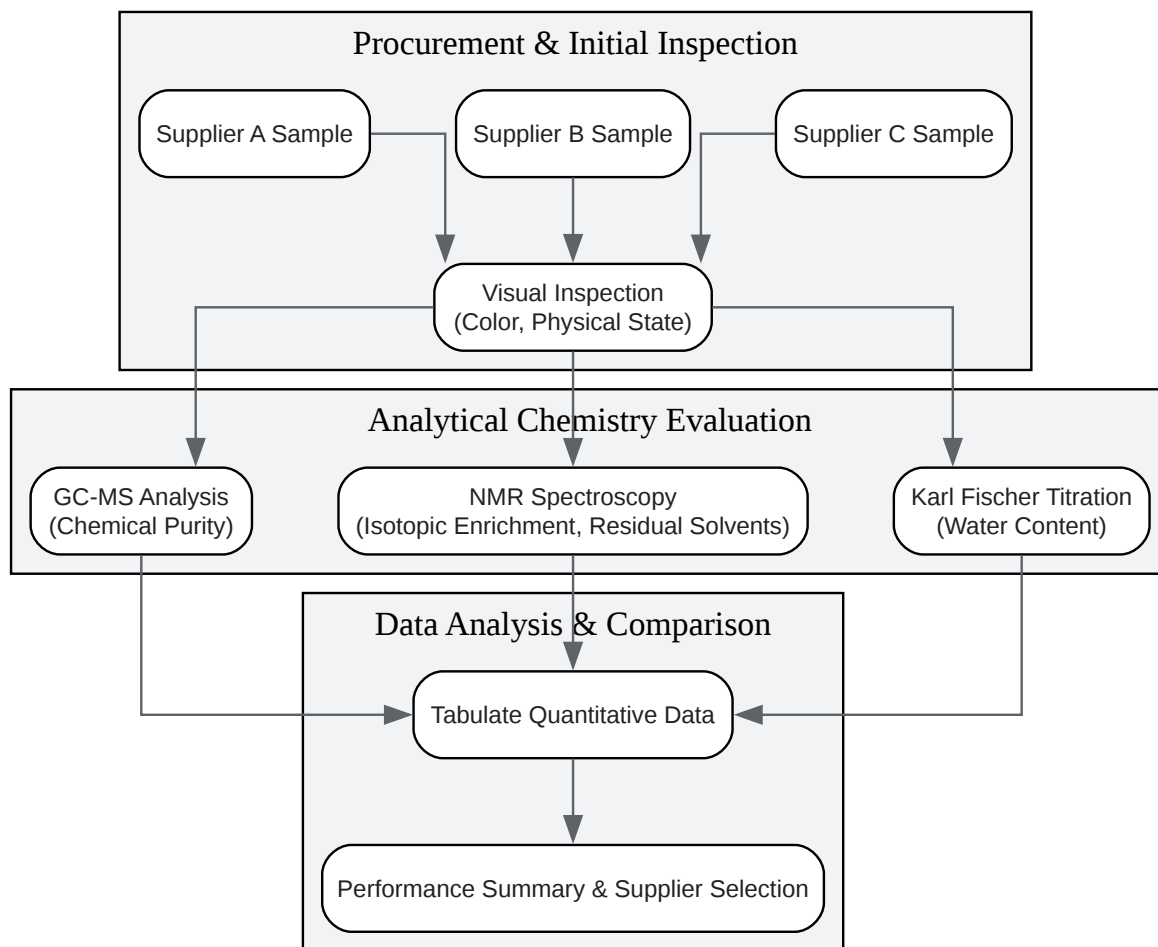 Procurement & Initial Inspection
Supplier A Sample
Supplier B Sample
Supplier C Sample
Visual Inspection
(Color, Physical State)
Analytical Chemistry Evaluation
GC-MS Analysis
(Chemical Purity)
NMR Spectroscopy
(Isotopic Enrichment, Residual Solvents)
Karl Fischer Titration
(Water Content)
Data Analysis & Comparison
Tabulate Quantitative Data
Performance Summary & Supplier Selection